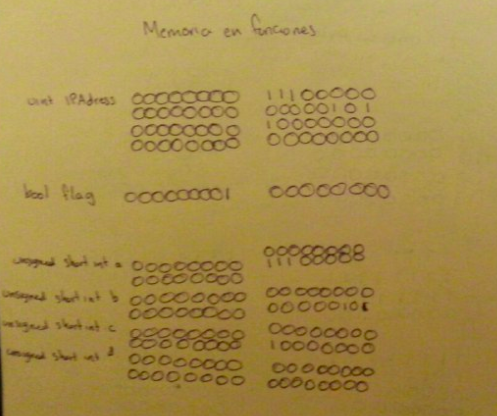 Memoria en funciones
uint IPAdress 00000000 11100000
00000000 00000101
00000000 10000000
00000000 00000000
bool flag 00000001 00000000
unsigned short int a 00000000 00000000
00000000 11100000
unsigned short int b 00000000 00000000
00000000 00000101
unsigned short int c 00000000 00000000
00000000 10000000
unsigned short int d 00000000 00000000
00000000 00000000